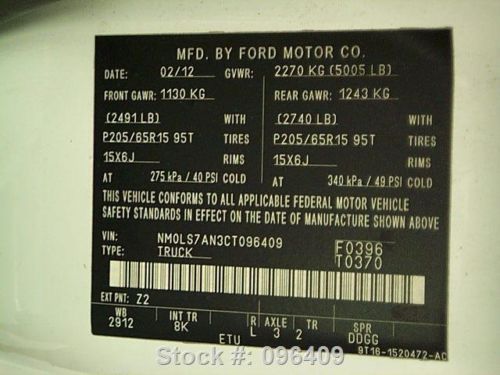 MFD. BY FORD MOTOR CO.
DATE: 02/12 GVWR: 2270 KG (5005 LB)
FRONT GAWR: 1130 KG REAR GAWR: 1243 KG
(2491 LB) WITH (2740 LB) WITH
P205/65R15 95T TIRES P205/65R15 95T TIRES
15X6J RIMS 15X6J RIMS
AT 275 kPa / 40 PSI COLD AT 340 kPa / 49 PSI COLD
THIS VEHICLE CONFORMS TO ALL APPLICABLE FEDERAL MOTOR VEHICLE
SAFETY STANDARDS IN EFFECT ON THE DATE OF MANUFACTURE SHOWN ABOVE
VIN: NM0LS7AN3CT096409 F0396
TYPE: TRUCK T0370
EXT PNT: Z2
WB INT TR R AXLE TR SPR
2912 8K L 3 2 DDGG
ETU 9T16-1520472-AC
Stock #: 096409